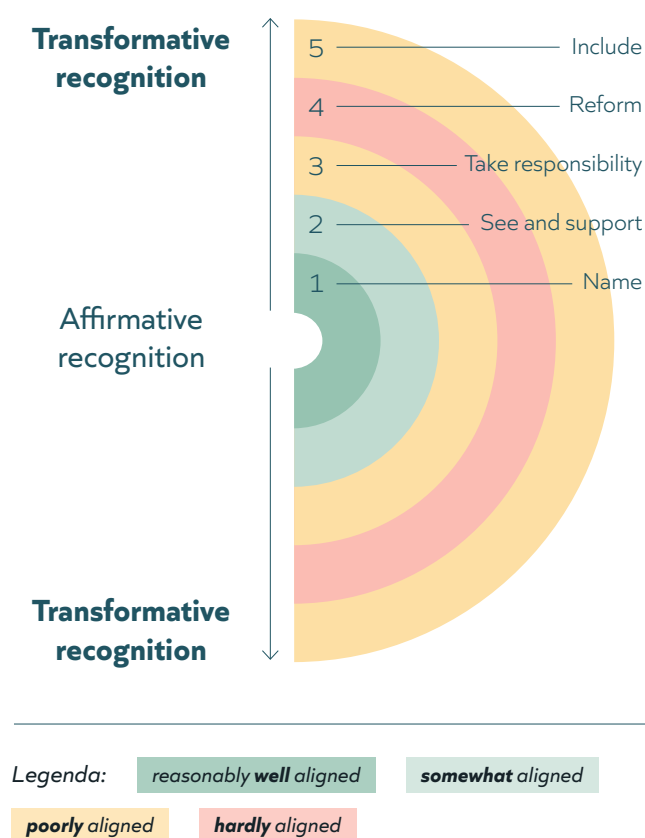 Transformative
recognition
5 Include
4 Reform
3 Take responsibility
2 See and support
1 Name
Affirmative
recognition
Transformative
recognition
Legenda: reasonably well aligned somewhat aligned
poorly aligned hardly aligned